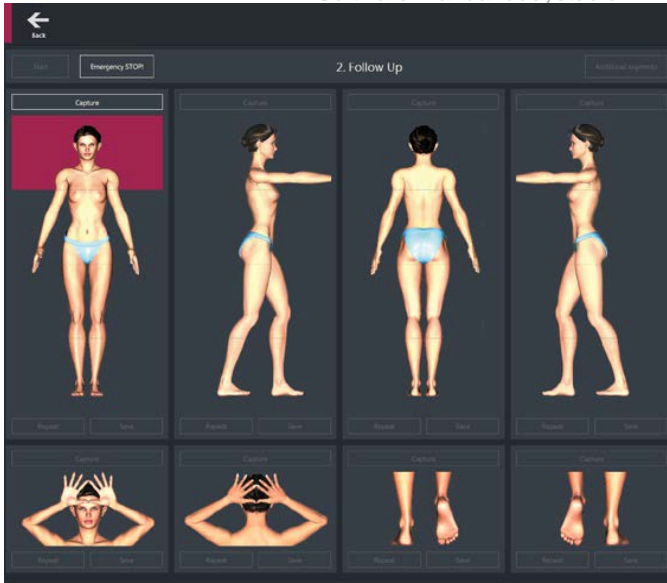 Back
Start
Emergency STOP!
2. Follow Up
Additional segments
Capture
Capture
Capture
Capture
Repeat
Save
Repeat
Save
Repeat
Save
Repeat
Save
Capture
Capture
Capture
Capture
Repeat
Save
Repeat
Save
Repeat
Save
Repeat
Save